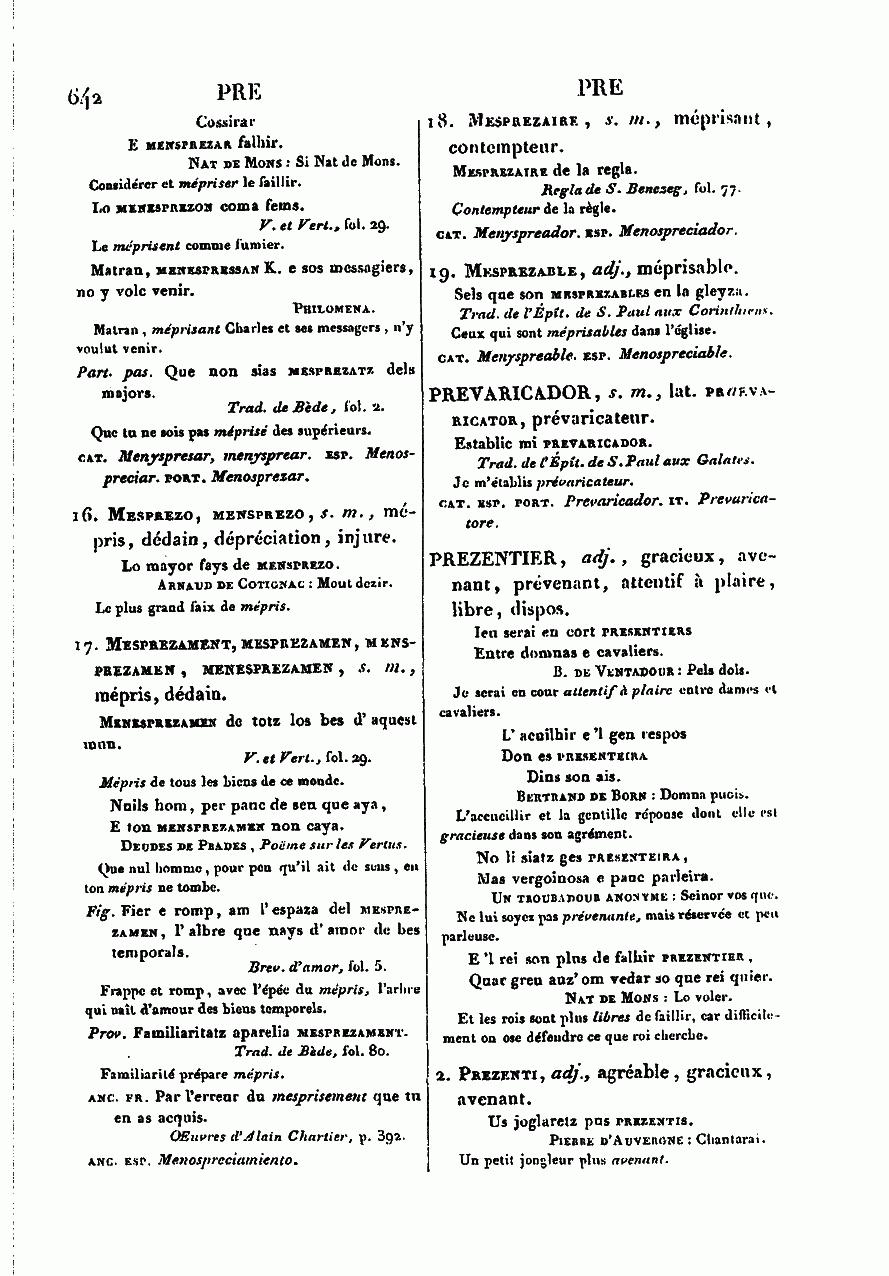 642 PRE PRE
Cossirar
E MENSPREZAR falhir.
NAT DE MONS : Si Nat de Mons.
Considérer et mépriser le faillir.
Lo MENESPREZON coma fems.
V. et Vert., fol. 29.
Le méprisent comme fumier.
Matran, MENESPRESSAN K. e sos messagiers,
no y volc venir.
PHILOMENA.
Matran, méprisant Charles et ses messagers, n'y
voulut venir.
Part. pas. Que non sias MESPREZATZ dels
majors.
Trad. de Bède, fol. 2.
Que tu ne sois pas méprisé des supérieurs.
CAT. Menyspresar, menysprear. ESP. Menos-
preciar. PORT. Menosprezar.
16. MESPREZO, MENSPREZO, s. m., mé-
pris, dédain, dépréciation, injure.
Lo mayor fays de MENSPREZO.
ARNAUD DE COTIGNAC : Mout dezir.
Le plus grand faix de mépris.
17. MESPREZAMENT, MESPREZAMEN, MENS-
PREZAMEN, MENESPREZAMEN, s. m.,
mépris, dédain.
MENESPREZAMEN de totz los bes d'aquest
mon.
V. et Vert., fol. 29.
Mépris de tous les biens de ce monde.
Nuils hom, per pauc de sen que aya,
E ton MENSPREZAMEN non caya.
DEUDES DE PRADES, Poëme sur les Vertus.
Que nul homme, pour peu qu'il ait de sens, en
ton mépris ne tombe.
Fig. Fier e romp, am l'espaza del MESPRE-
ZAMEN, l'albre que nays d'amor de bes
temporals.
Brev. d'amor, fol. 5.
Frappe et romp, avec l'épée du mépris, l'arbre
qui naît d'amour des biens temporels.
Prov. Familiaritatz aparelia MESPREZAMENT.
Trad. de Bède, fol. 80.
Familiarité prépare mépris.
ANC. FR. Par l'erreur du mesprisement que tu
en as acquis.
Œuvres d'Alain Chartier, p. 392.
ANC. ESP. Menospreciamiento.
18. MESPREZAIRE, s. m., méprisant,
contempteur.
MESPREZAIRE de la regla.
Regla de S. Benezeg, fol. 77.
Contempteur de la règle.
CAT. Menyspreador. ESP. Menospreciador.
19. MESPREZABLE, adj., méprisable.
Sels que son MESPREZABLES en la gleyza.
Trad. de l'Épît. de S. Paul aux Corinthiens.
Ceux qui sont méprisables dans l'église.
CAT. Menyspreable. ESP. Menospreciable.
PREVARICADOR, s. m., lat. PRAEVA-
RICATOR, prévaricateur.
Establic mi PREVARICADOR.
Trad. de l'Épît. de S. Paul aux Galates.
Je m'établis prévaricateur.
CAT. ESP. PORT. Prevaricador. IT. Prevarica-
tore.
PREZENTIER, adj., gracieux, ave-
nant, prévenant, attentif à plaire,
libre, dispos.
Ieu serai en cort PRESENTIERS
Entre domnas e cavaliers.
B. DE VENTADOUR : Pels dols.
Je serai en cour attentif à plaire entre dames et
cavaliers.
L'acuilhir e 'l gen respos
Don es PRESENTEIRA
Dins son ais.
BERTRAND DE BORN : Domna pueis.
L'accueillir et la gentille réponse dont elle est
gracieuse dans son agrément.
No li siatz ges PRESENTEIRA,
Mas vergoinosa e pauc parleira.
UN TROUBADOUR ANONYME : Seinor vos que.
Ne lui soyez pas prévenante, mais réservée et peu
parleuse.
E 'l rei son plus de falhir PREZENTIER,
Quar greu auz' om vedar so que rei quier.
NAT DE MONS : Lo voler.
Et les rois sont plus libres de faillir, car difficile-
ment on ose défendre ce que roi cherche.
2. PREZENTI, adj., agréable, gracieux,
avenant.
Us joglaretz pus PREZENTIS.
PIERRE D'AUVERGNE : Chantarai.
Un petit jongleur plus avenant.